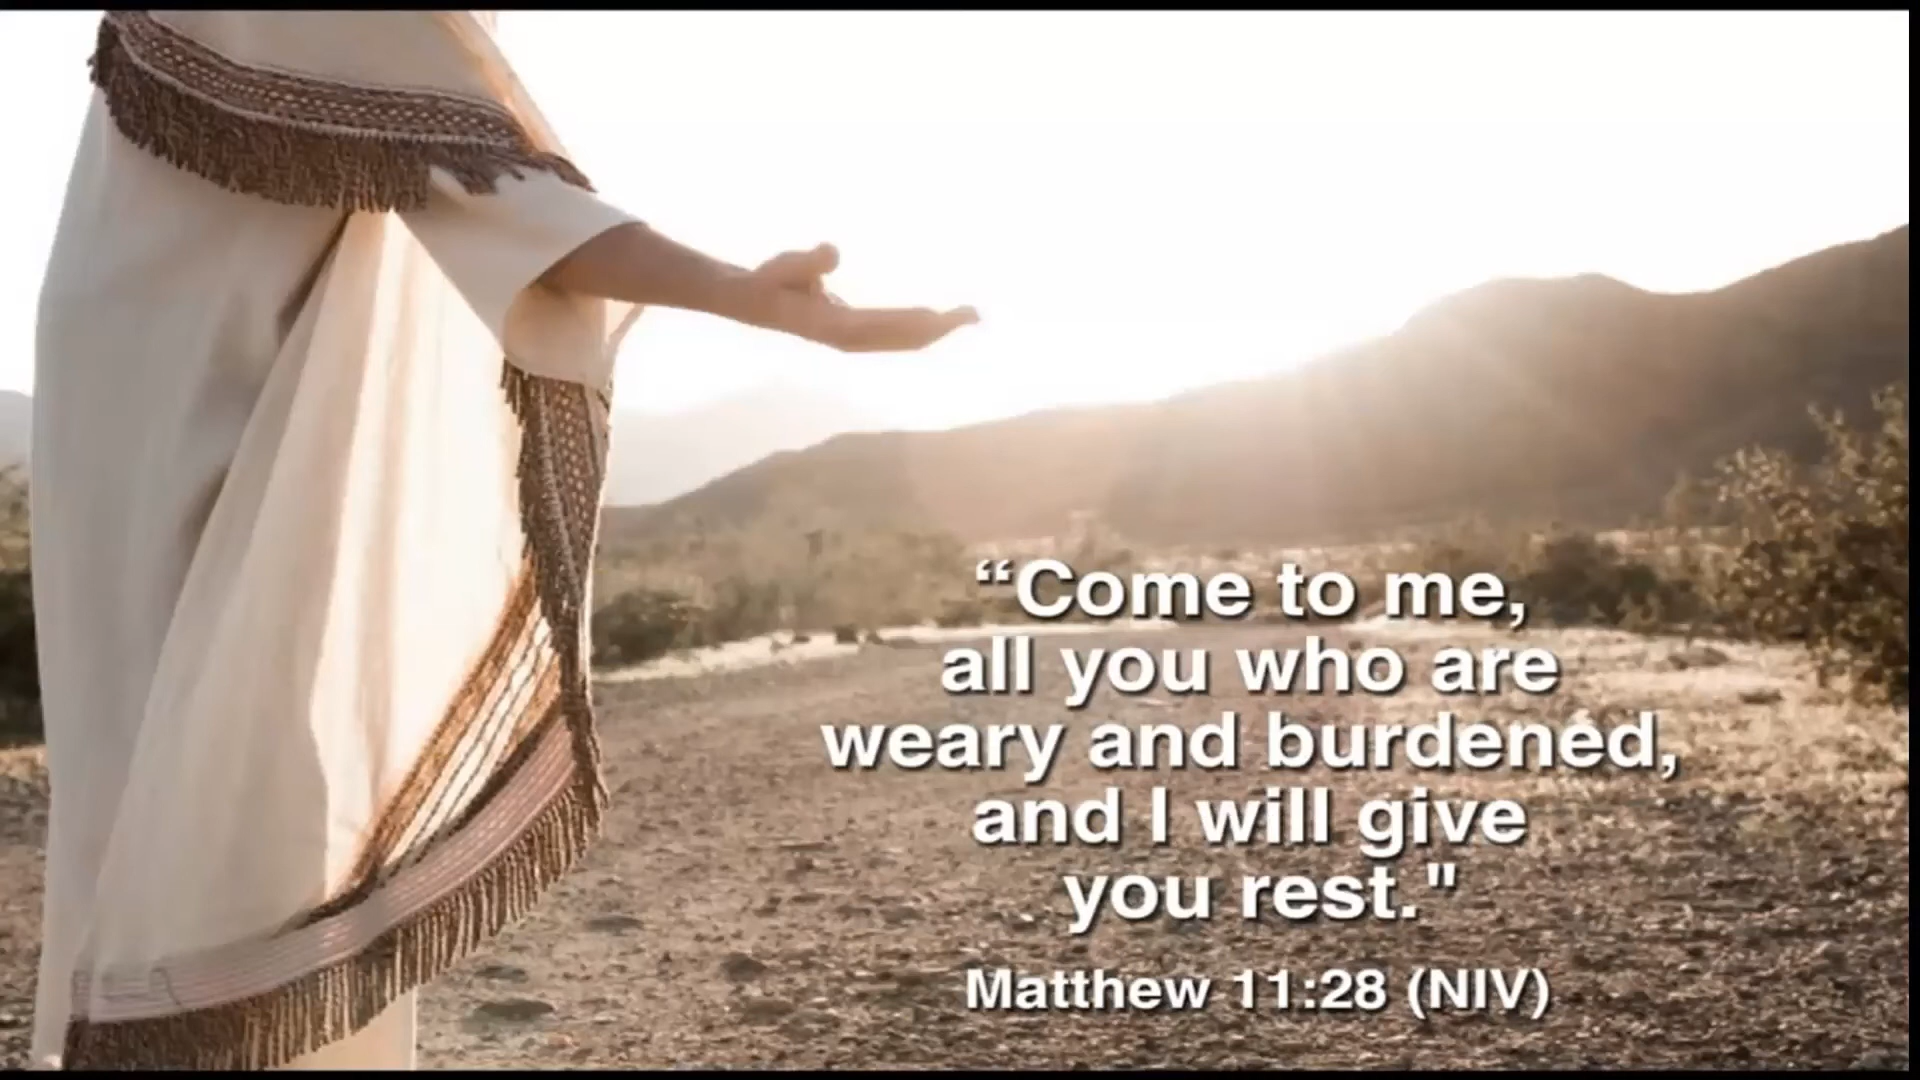 “Come to me,
all you who are
weary and burdened,
and I will give
you rest."
Matthew 11:28 (NIV)